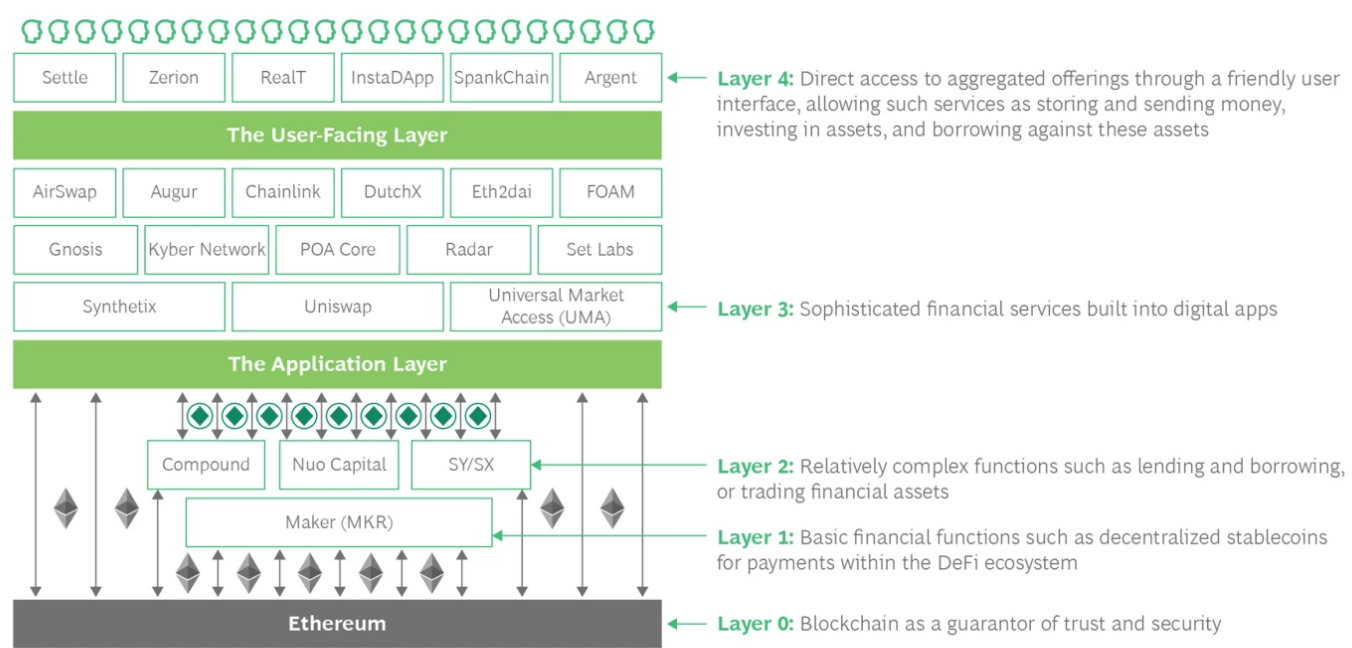 Settle Zerion RealT InstaDApp SpankChain Argent
Layer 4: Direct access to aggregated offerings through a friendly user
interface, allowing such services as storing and sending money,
investing in assets, and borrowing against these assets
The User-Facing Layer
AirSwap Augur Chainlink DutchX Eth2dai FOAM
Gnosis Kyber Network POA Core Radar Set Labs
Synthetix Uniswap Universal Market
Access (UMA)
Layer 3: Sophisticated financial services built into digital apps
The Application Layer
Compound Nuo Capital SY/SX
Layer 2: Relatively complex functions such as lending and borrowing,
or trading financial assets
Maker (MKR)
Layer 1: Basic financial functions such as decentralized stablecoins
for payments within the DeFi ecosystem
Ethereum
Layer 0: Blockchain as a guarantor of trust and security